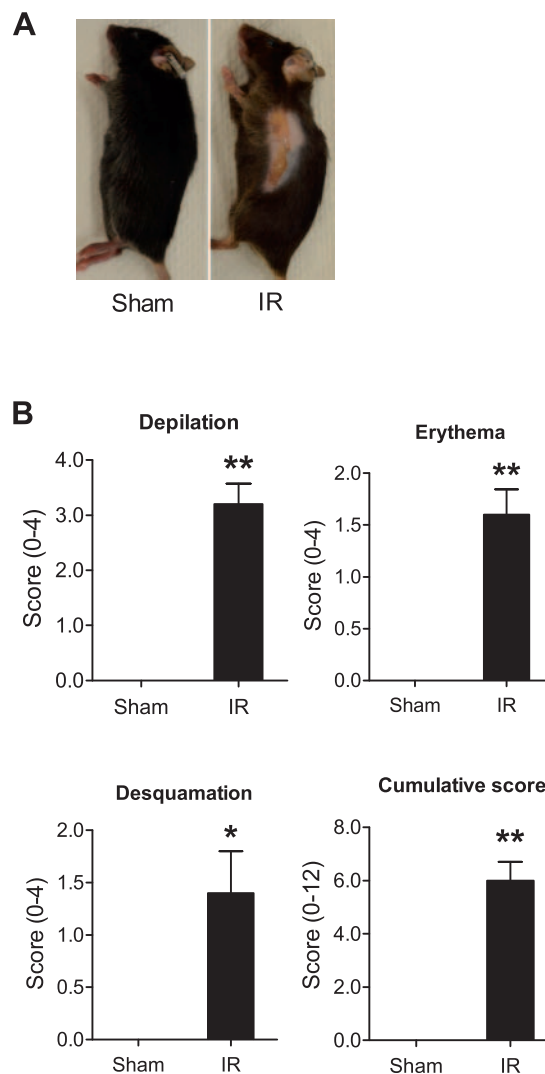 A
Sham IR
B
Depilation
Score (0-4)
4.0
3.0
2.0
1.0
0.0
Sham IR
**
Erythema
Score (0-4)
2.0
1.5
1.0
0.5
0.0
Sham IR
**
Desquamation
Score (0-4)
2.0
1.5
1.0
0.5
0.0
Sham IR
*
Cumulative score
Score (0-12)
8.0
6.0
4.0
2.0
0.0
Sham IR
**